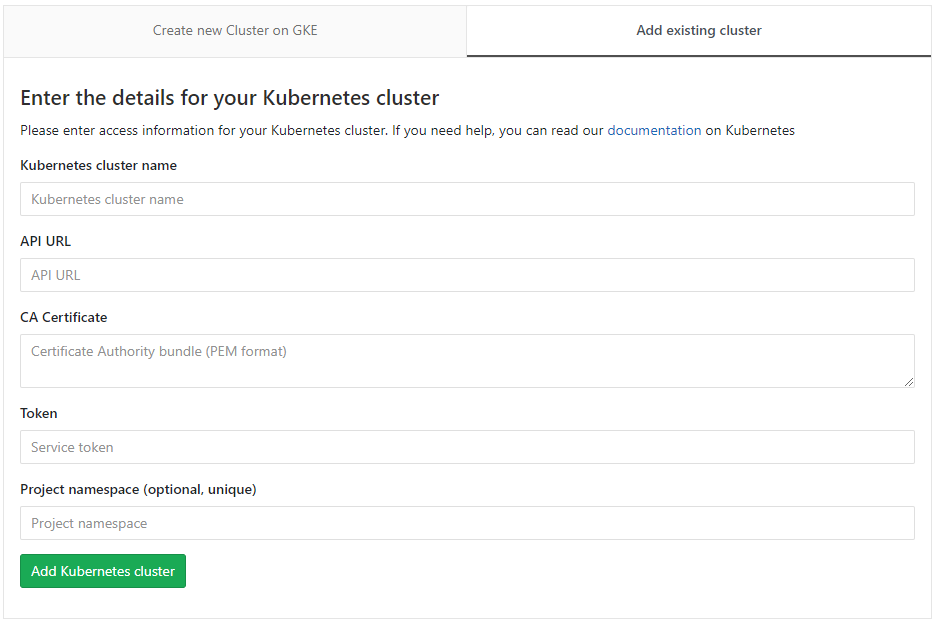 Create new Cluster on GKE
Add existing cluster
Enter the details for your Kubernetes cluster
Please enter access information for your Kubernetes cluster. If you need help, you can read our documentation on Kubernetes
Kubernetes cluster name
Kubernetes cluster name
API URL
API URL
CA Certificate
Certificate Authority bundle (PEM format)
Token
Service token
Project namespace (optional, unique)
Project namespace
Add Kubernetes cluster